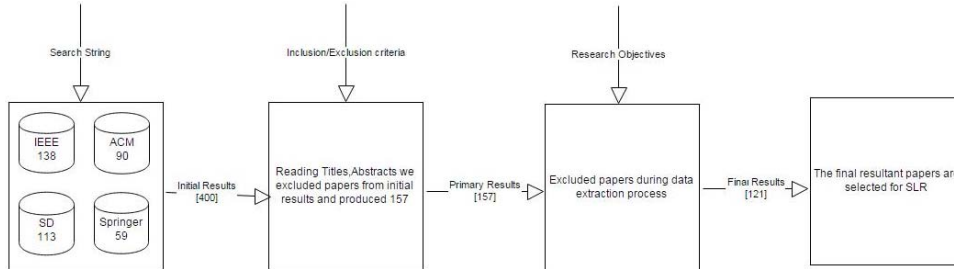 Search String
Inclusion/Exclusion criteria
Research Objectives
IEEE
138
ACM
90
SD
113
Springer
59
Initial Results
[400]
Reading Titles,Abstracts we
excluded papers from initial
results and produced 157
Primary Results
[157]
Excluded papers during data
extraction process
Final Results
[121]
The final resultant papers are
selected for SLR